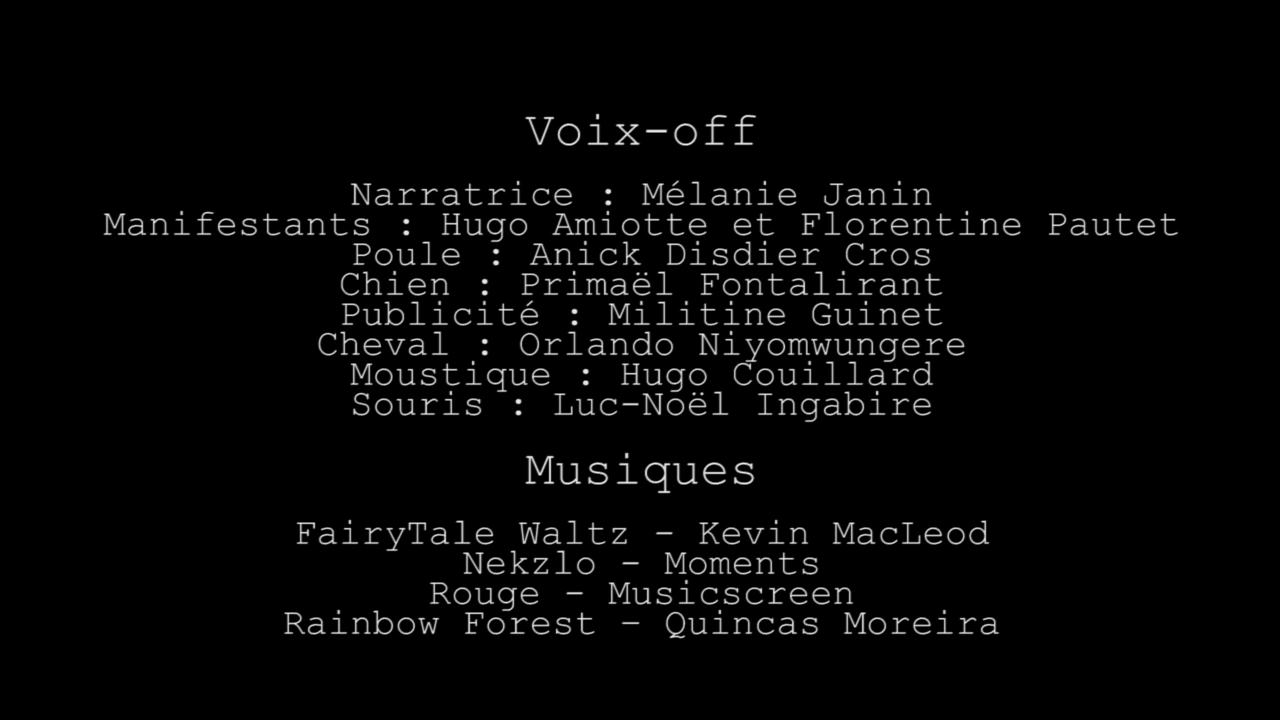 Voix-off
Narratrice : Mélanie Janin
Manifestants : Hugo Amiotte et Florentine Pautet
Poule : Anick Disdier Cros
Chien : Primaël Fontalirant
Publicité : Militine Guinet
Cheval : Orlando Niyomwungere
Moustique : Hugo Couillard
Souris : Luc-Noël Ingabire
Musiques
FairyTale Waltz - Kevin MacLeod
Nekzlo - Moments
Rouge - Musicscreen
Rainbow Forest - Quincas Moreira